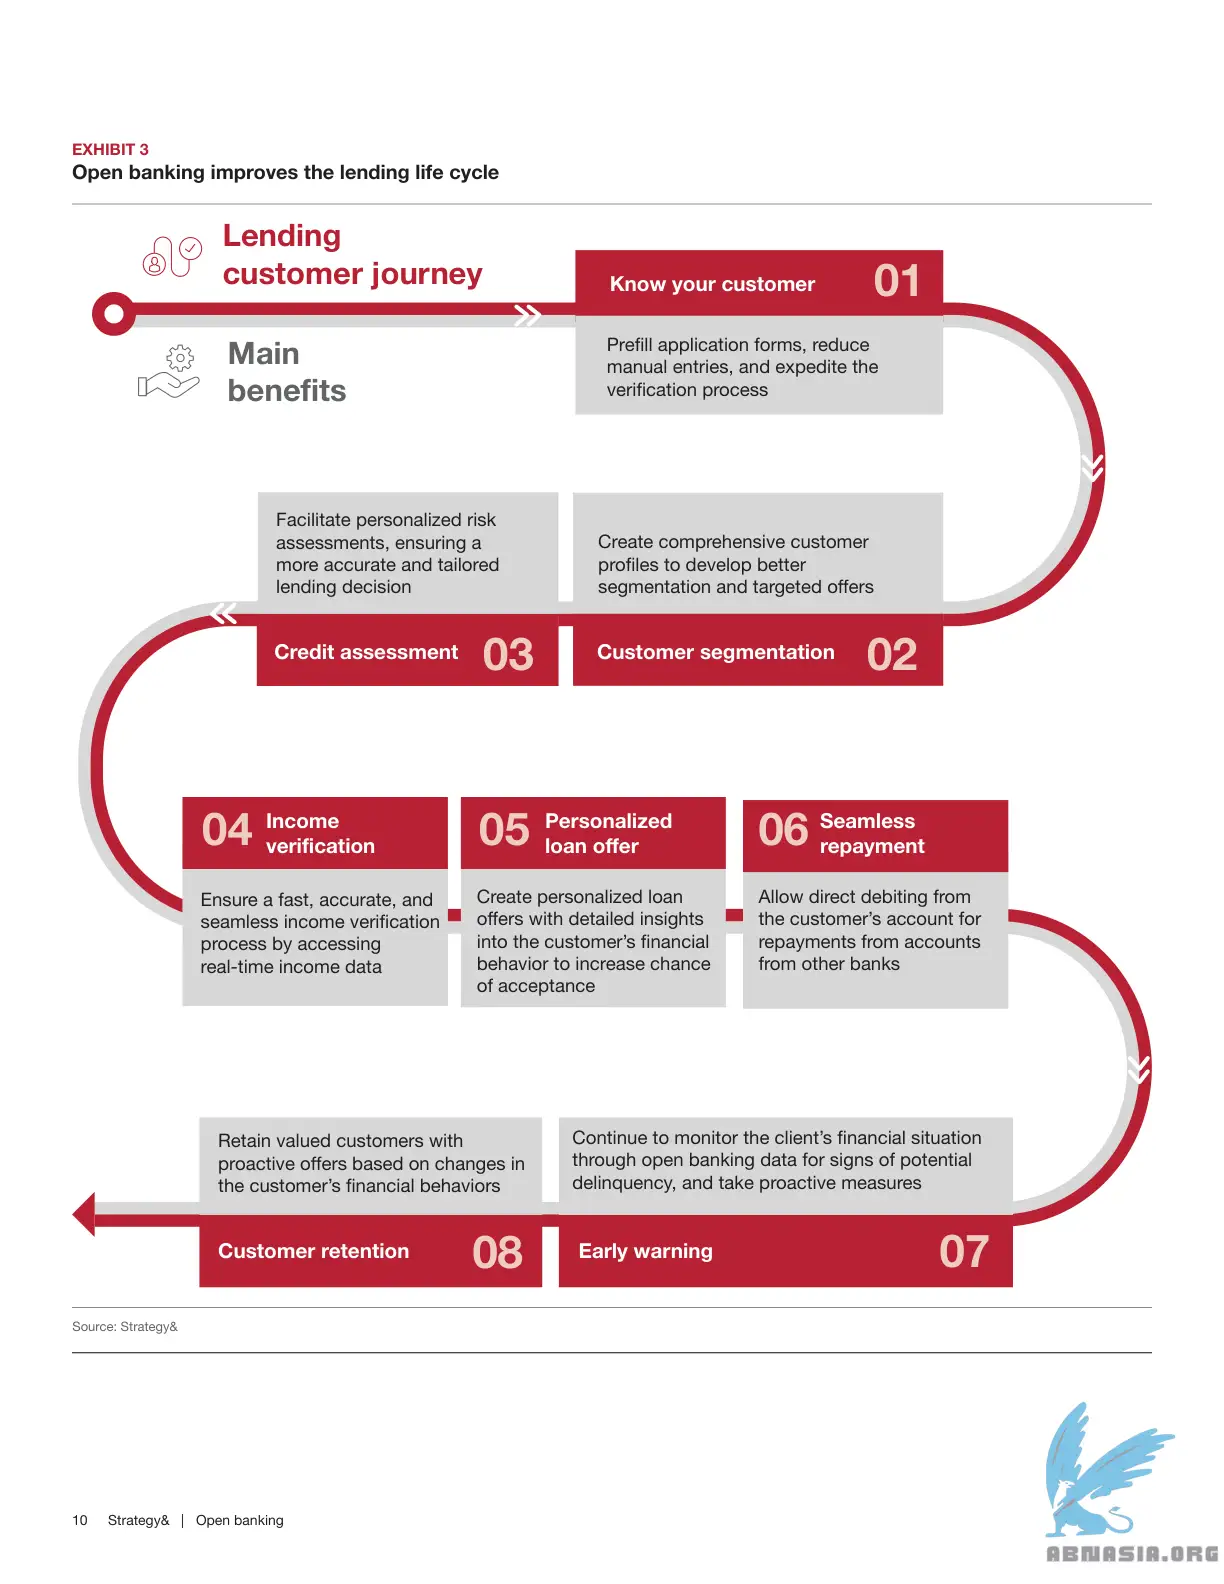 EXHIBIT 3
Open banking improves the lending life cycle
Lending
customer journey
Main
benefits
Know your customer 01
Prefill application forms, reduce
manual entries, and expedite the
verification process
Create comprehensive customer
profiles to develop better
segmentation and targeted offers
Customer segmentation 02
Facilitate personalized risk
assessments, ensuring a
more accurate and tailored
lending decision
Credit assessment 03
04 Income
verification
Ensure a fast, accurate, and
seamless income verification
process by accessing
real-time income data
05 Personalized
loan offer
Create personalized loan
offers with detailed insights
into the customer’s financial
behavior to increase chance
of acceptance
06 Seamless
repayment
Allow direct debiting from
the customer’s account for
repayments from accounts
from other banks
Continue to monitor the client’s financial situation
through open banking data for signs of potential
delinquency, and take proactive measures
Early warning 07
Retain valued customers with
proactive offers based on changes in
the customer’s financial behaviors
Customer retention 08
Source: Strategy&
10 Strategy& | Open banking
ABNASIA.ORG